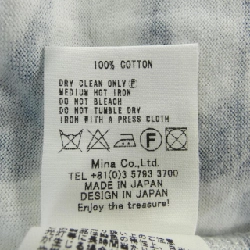 100% COTTON
DRY CLEAN ONLY Ⓟ
MEDIUM HOT IRON
DO NOT BLEACH
DO NOT TUMBLE DRY
IRON WITH A PRESS CLOTH
Mina Co.,Ltd.
TEL +81(0)3 5793 3700
MADE IN JAPAN
DESIGN IN JAPAN
Enjoy the treasure!